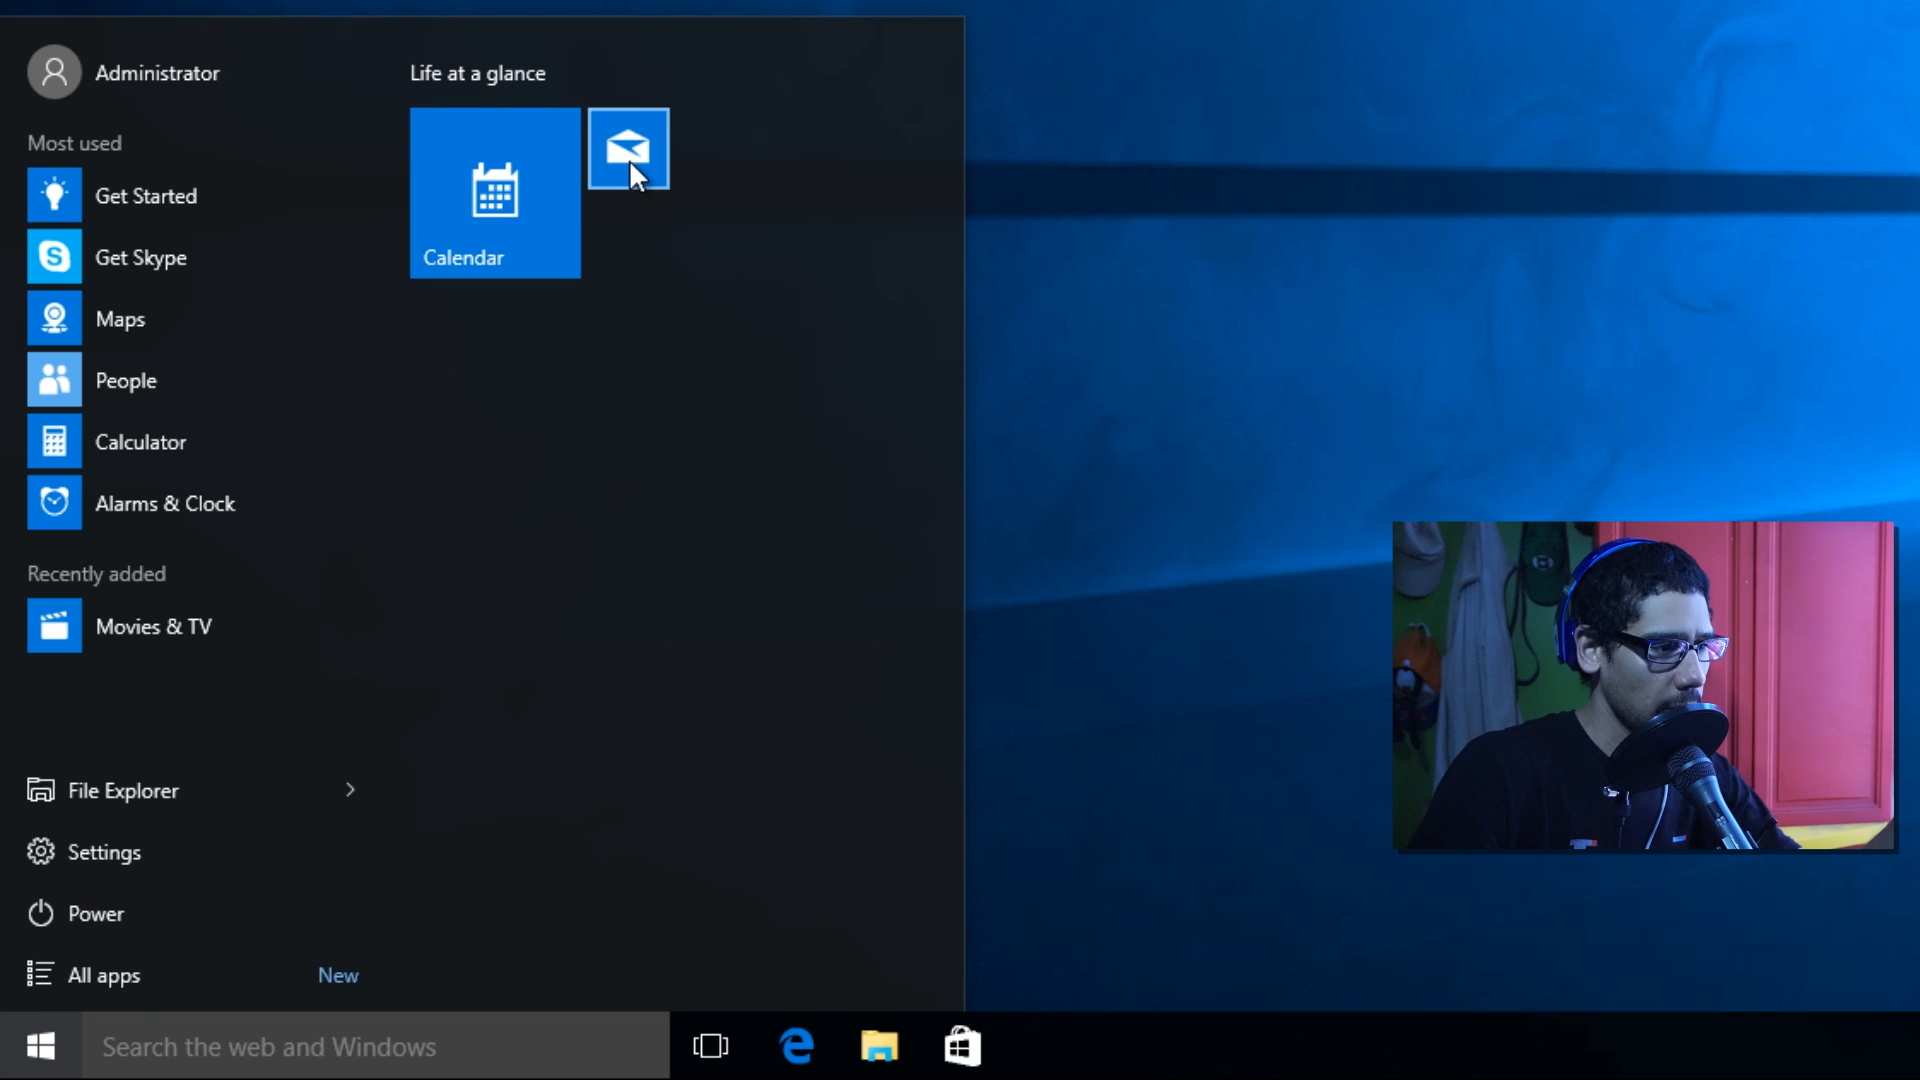 Administrator
Life at a glance
Most used
Get Started
Get Skype
Maps
People
Calculator
Alarms & Clock
Calendar
Recently added
Movies & TV
File Explorer
Settings
Power
All apps
New
Search the web and Windows